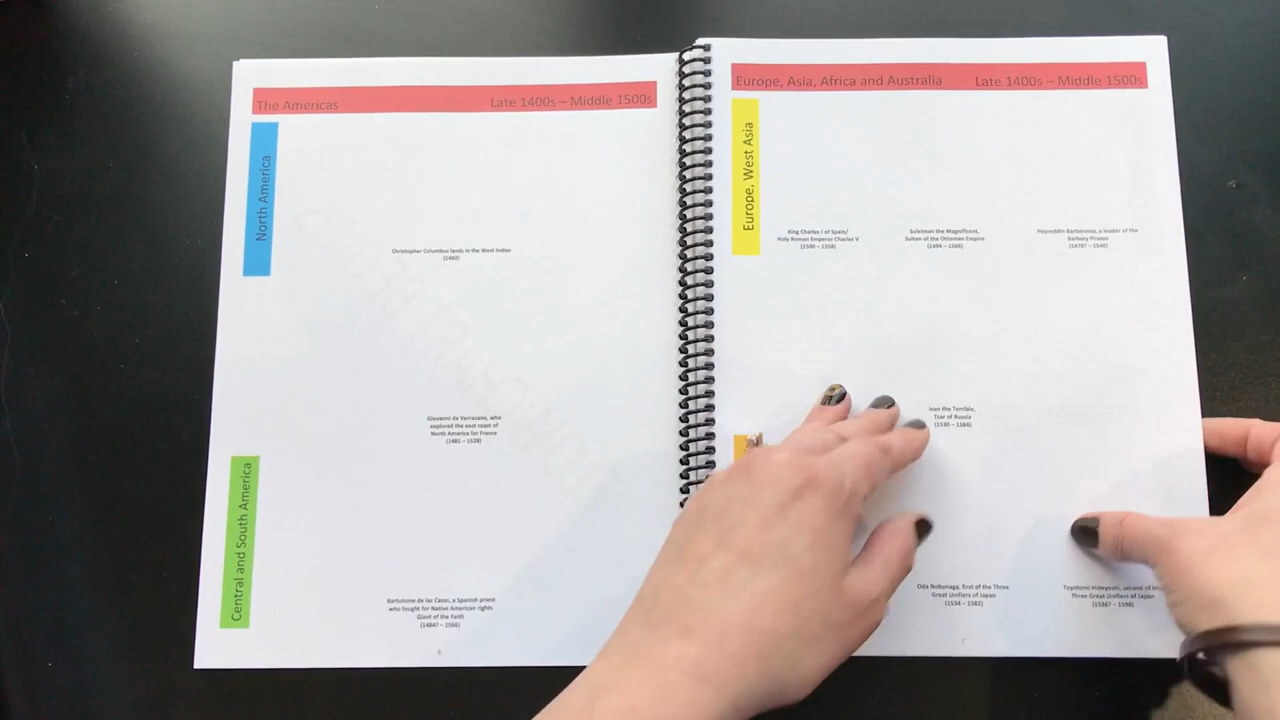 The Americas Late 1400s – Middle 1500s
North America
Christopher Columbus lands in the West Indies
(1492)
Giovanni da Verrazano, who
explored the east coast of
North America for France
(1485 – 1528)
Central and South America
Bartolome de las Casas, a Spanish priest
who fought for Native American rights
Giant of the Faith
(1484? – 1566)
6
Europe, Asia, Africa and Australia Late 1400s – Middle 1500s
Europe, West Asia
King Charles I of Spain/
Holy Roman Emperor Charles V
(1500 – 1558)
Suleiman the Magnificent,
Sultan of the Ottoman Empire
(1494 – 1566)
Hayreddin Barbarossa, a leader of the
Barbary Pirates
(1478? – 1546)
Ivan the Terrible,
Tsar of Russia
(1530 – 1584)
Oda Nobunaga, first of the Three
Great Unifiers of Japan
(1534 – 1582)
Toyotomi Hideyoshi, second of
Three Great Unifiers of Japan
(1536? – 1598)
7